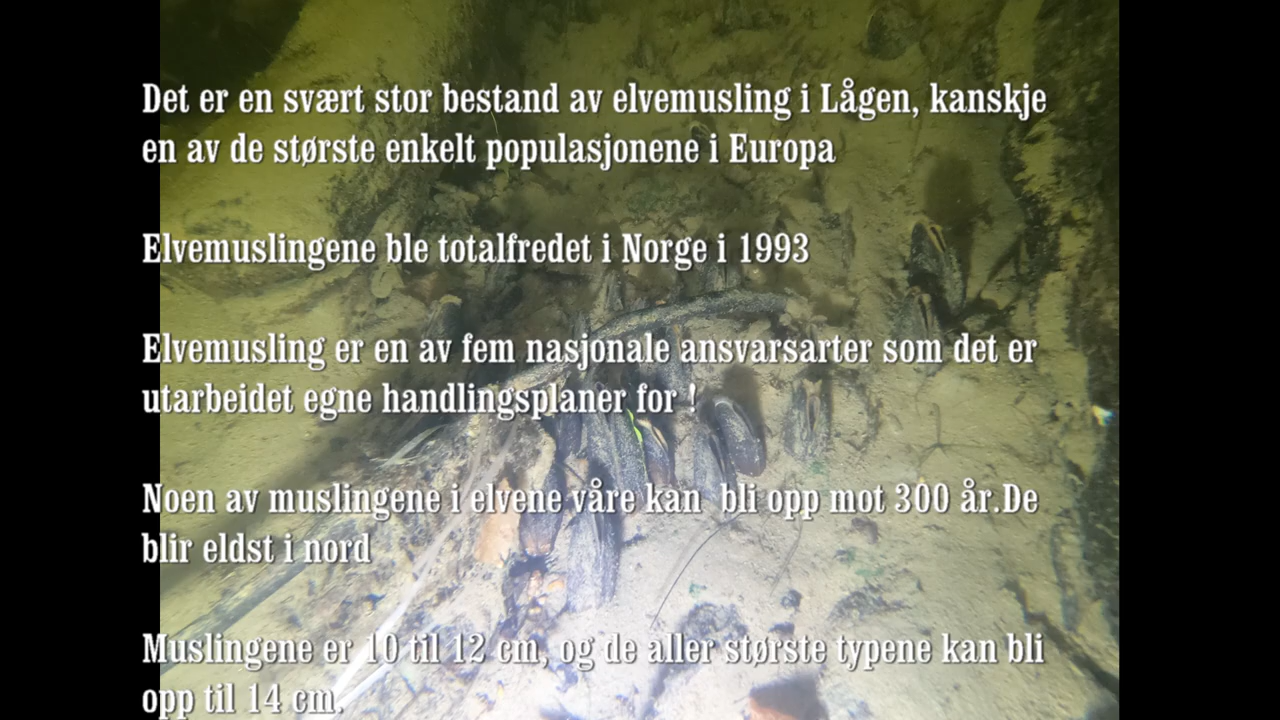 Det er en svært stor bestand av elvemusling i Lågen, kanskje
en av de største enkelt populasjonene i Europa
Elvemuslingene ble totalfredet i Norge i 1993
Elvemusling er en av fem nasjonale ansvarsarter som det er
utarbeidet egne handlingsplaner for !
Noen av muslingene i elvene våre kan  bli opp mot 300 år.De
blir eldst i nord
Muslingene er 10 til 12 cm, og de aller største typene kan bli
opp til 14 cm.